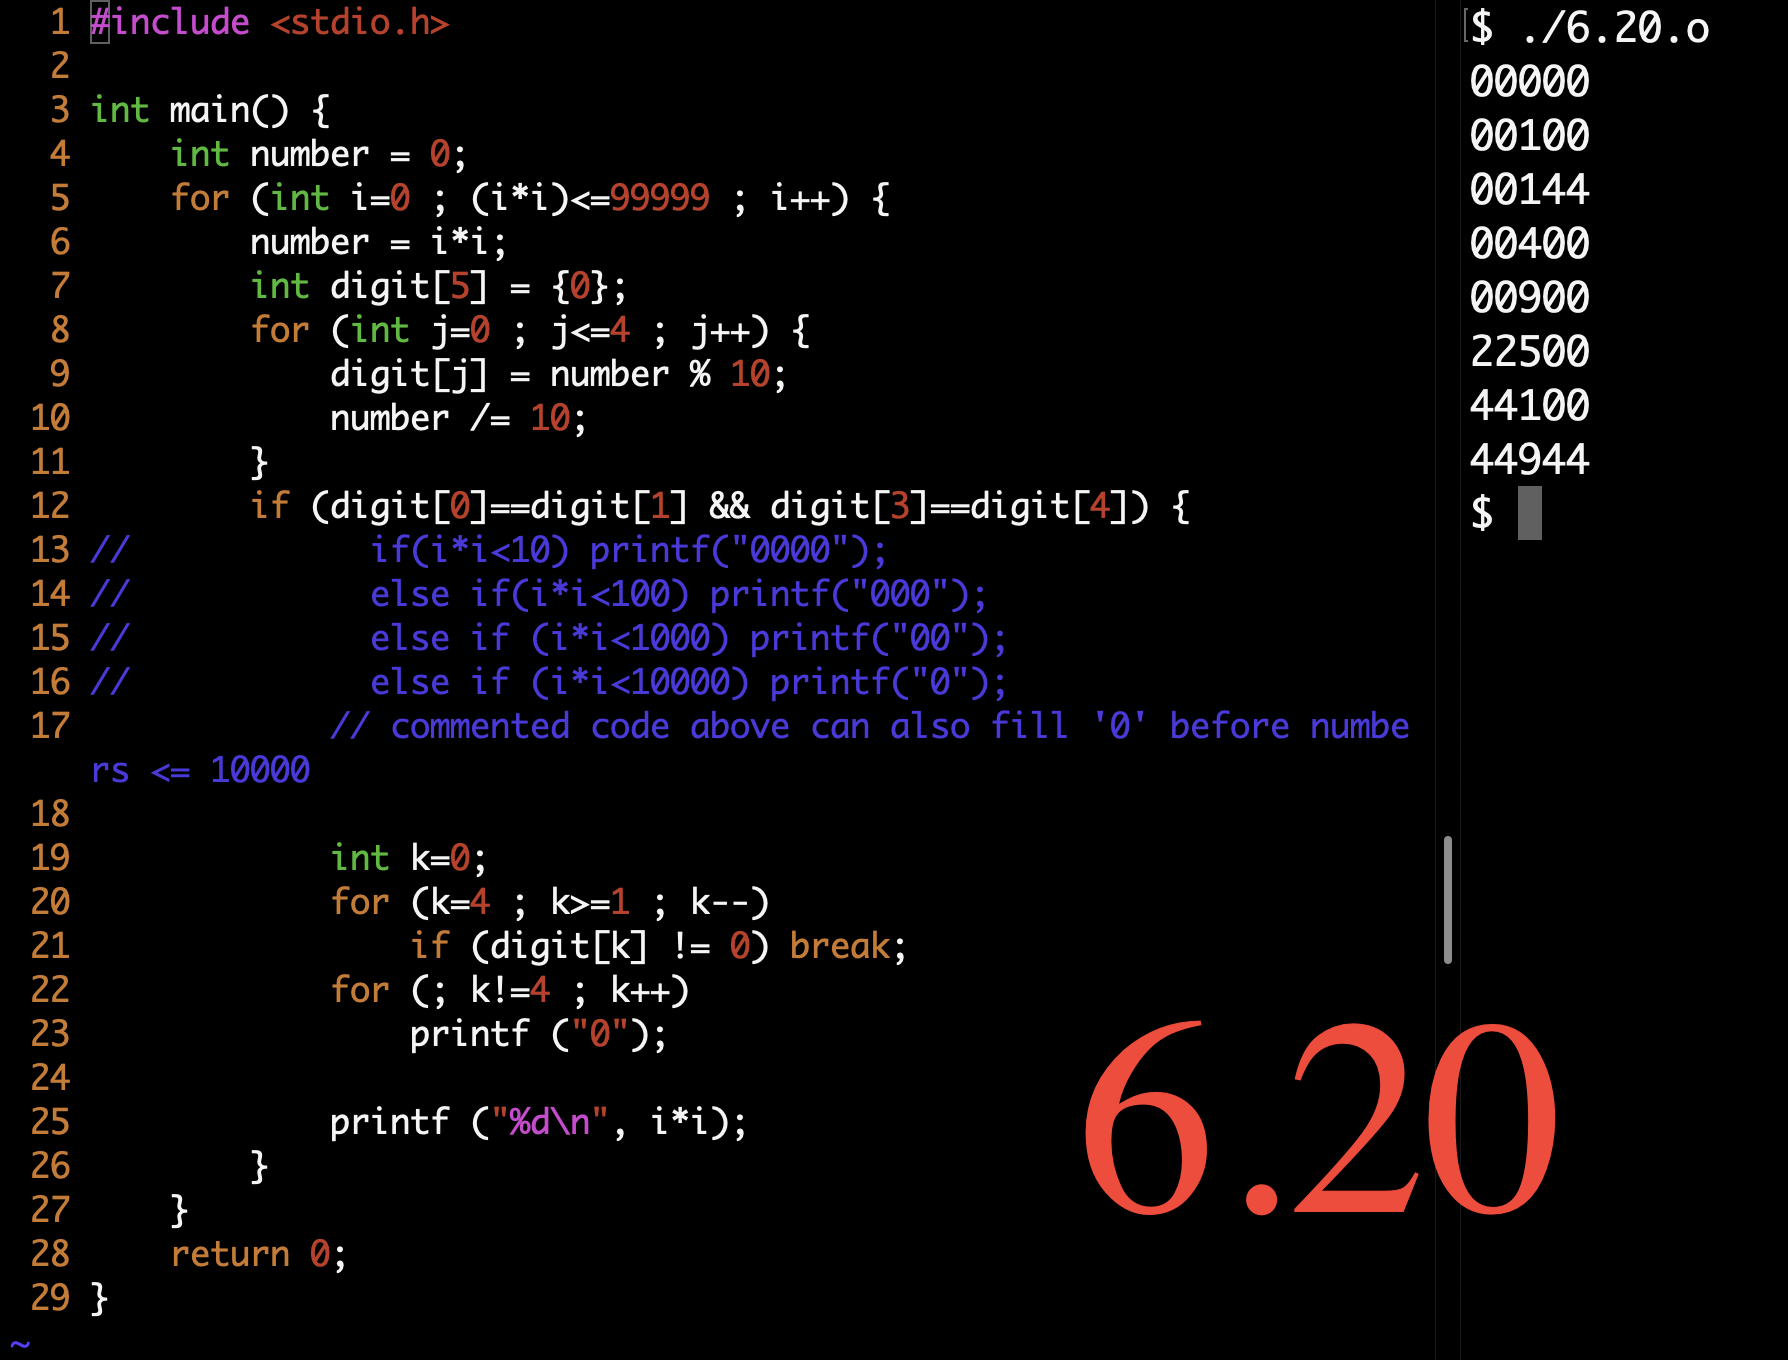 1 #include <stdio.h>
2
3 int main() {
4     int number = 0;
5     for (int i=0 ; (i*i)<=99999 ; i++) {
6         number = i*i;
7         int digit[5] = {0};
8         for (int j=0 ; j<=4 ; j++) {
9             digit[j] = number % 10;
10             number /= 10;
11         }
12         if (digit[0]==digit[1] && digit[3]==digit[4]) {
13 //            if(i*i<10) printf("0000");
14 //            else if(i*i<100) printf("000");
15 //            else if (i*i<1000) printf("00");
16 //            else if (i*i<10000) printf("0");
17             // commented code above can also fill '0' before numbe
rs <= 10000
18
19             int k=0;
20             for (k=4 ; k>=1 ; k--)
21                 if (digit[k] != 0) break;
22             for (; k!=4 ; k++)
23                 printf ("0");
24
25             printf ("%d\n", i*i);
26         }
27     }
28     return 0;
29 }
~
$ ./6.20.o
00000
00100
00144
00400
00900
22500
44100
44944
$
6.20